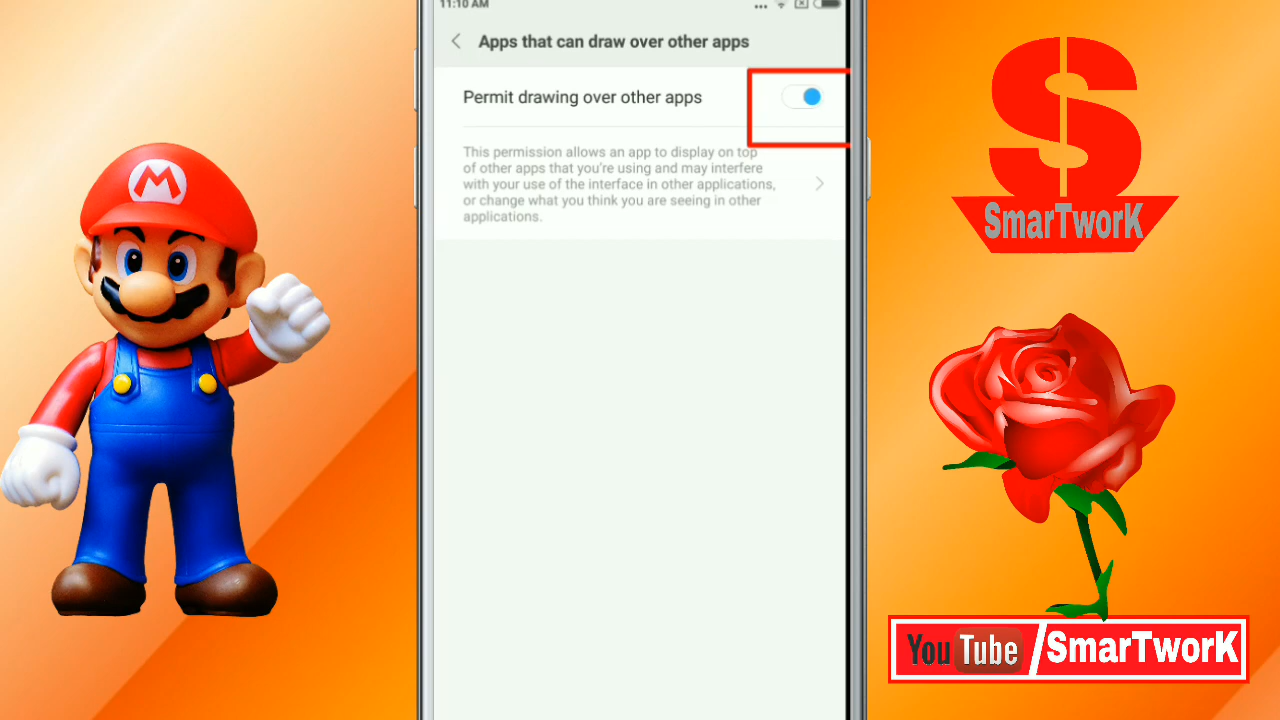 11:10 AM
Apps that can draw over other apps
Permit drawing over other apps
This permission allows an app to display on top
of other apps that you're using and may interfere
with your use of the interface in other applications,
or change what you think you are seeing in other
applications.
M
S
SmarTworK
YouTube/SmarTworK